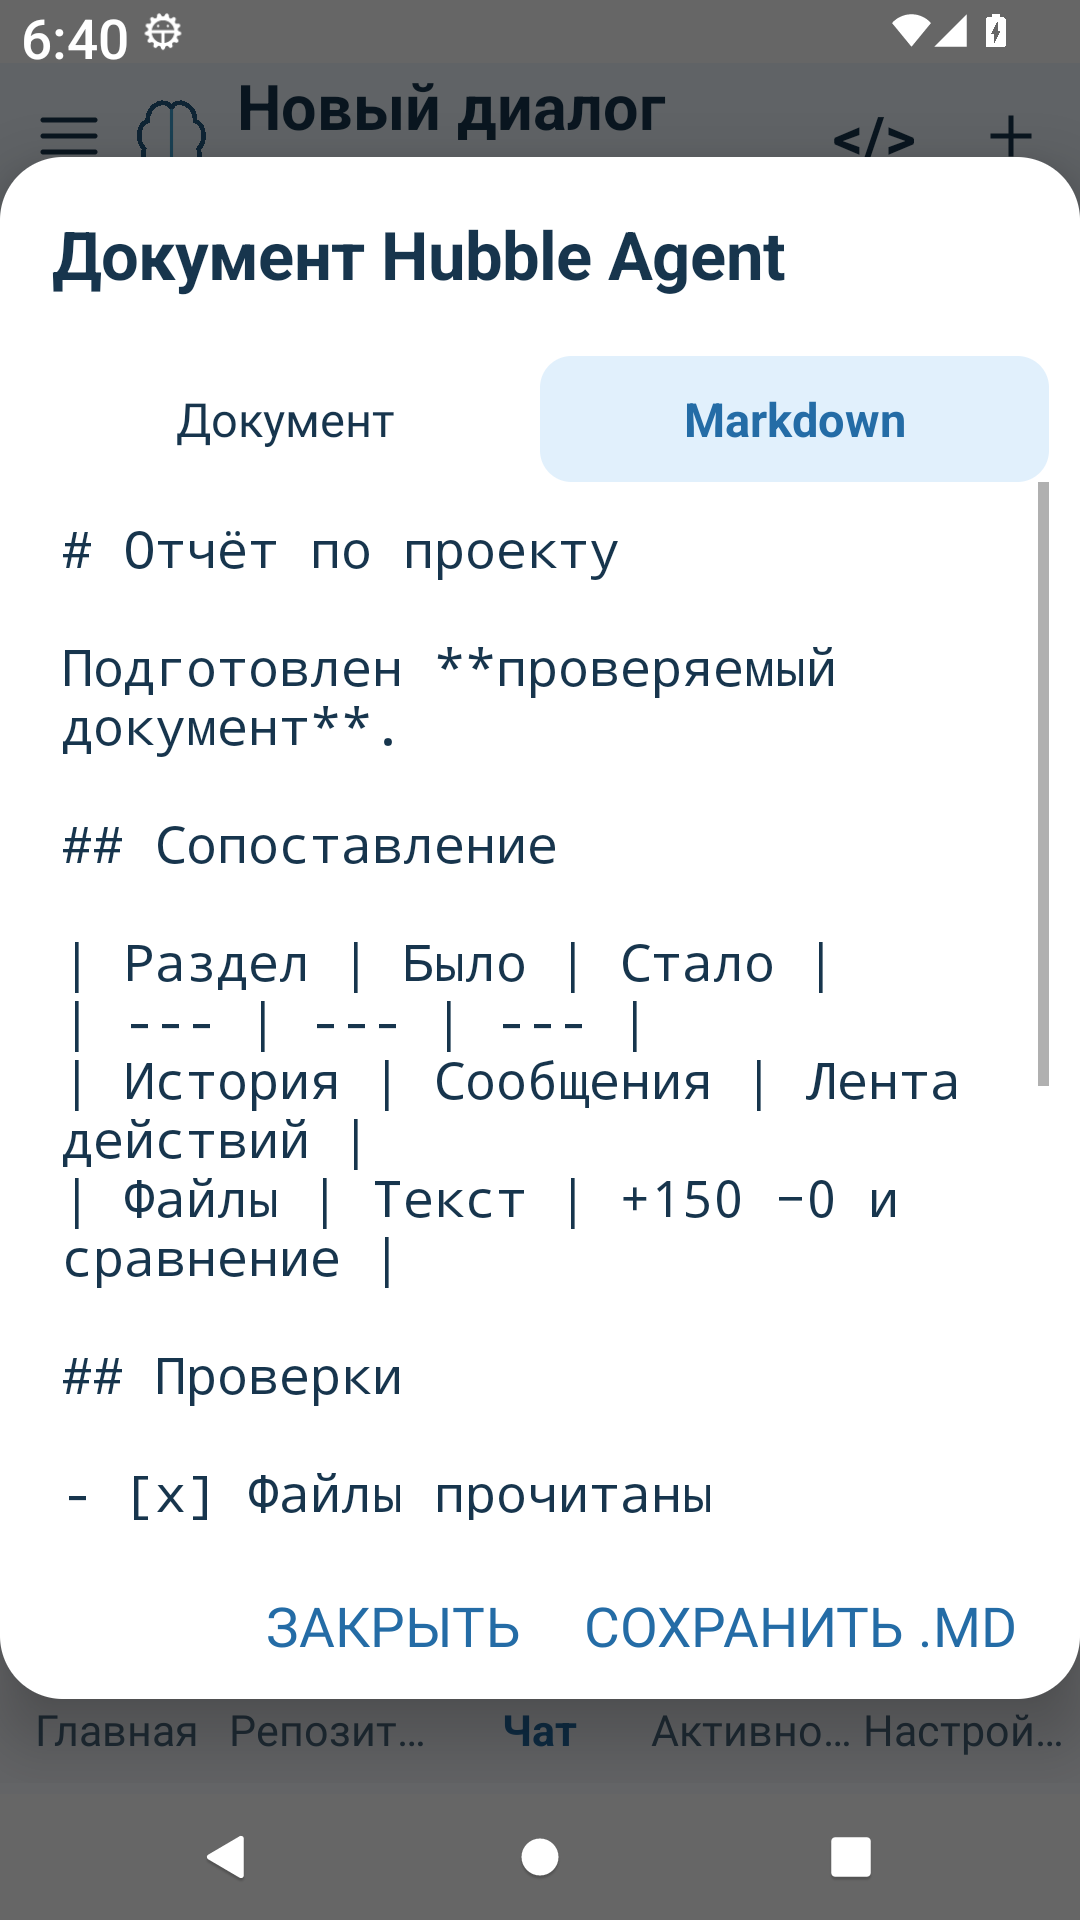 6:40
Новый диалог
</>
Документ Hubble Agent
Документ
Markdown
# Отчёт по проекту
Подготовлен **проверяемый
документ**.
## Сопоставление
| Раздел | Было | Стало |
| --- | --- | --- |
| История | Сообщения | Лента
действий |
| Файлы | Текст | +150 −0 и
сравнение |
## Проверки
- [x] Файлы прочитаны
ЗАКРЫТЬ
СОХРАНИТЬ .MD
Главная
Репозит...
Чат
Активно...
Настрой...